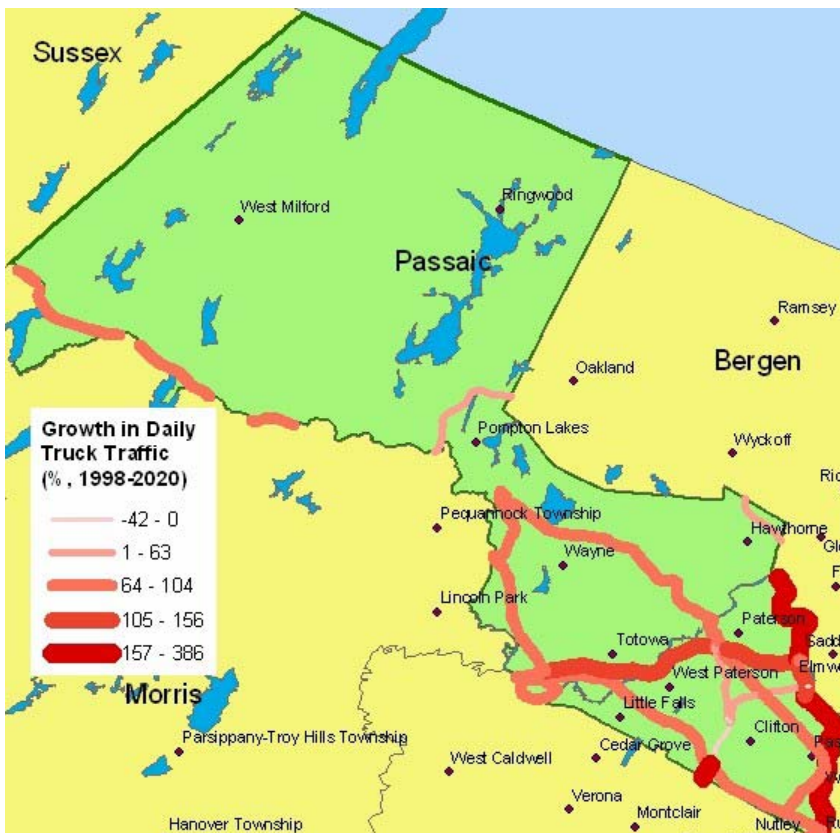 Sussex
West Milford
Ringwood
Passaic
Ramsey
Bergen
Oakland
Growth in Daily
Truck Traffic
(%, 1998-2020)
-42 - 0
1 - 63
64 - 104
105 - 156
157 - 386
Pompton Lakes
Wyckoff
Pequannock Township
Hawthorne
Wayne
Lincoln Park
Paterson
Totowa
West Paterson
Little Falls
Morris
Clifton
Parsippany-Troy Hills Township
Cedar Grove
West Caldwell
Verona
Montclair
Nutley
Hanover Township